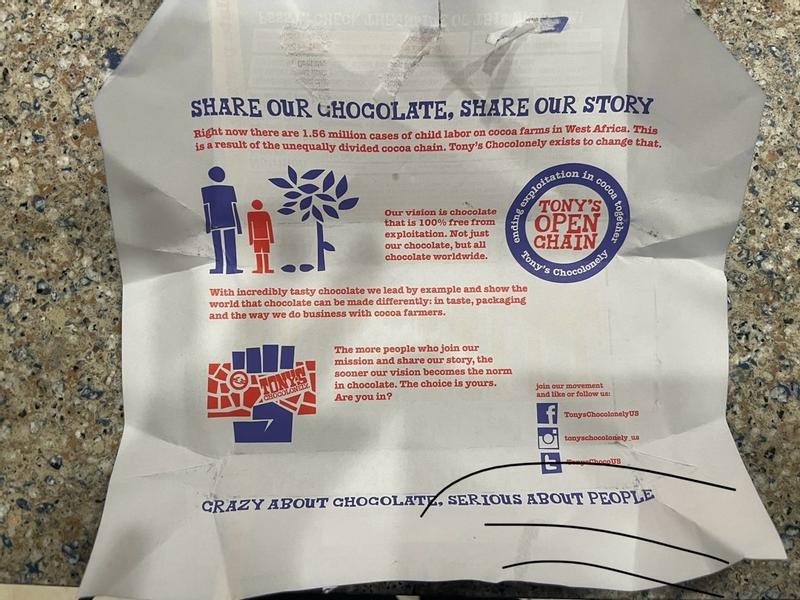 SHARE OUR CHOCOLATE, SHARE OUR STORY
Right now there are 1.56 million cases of child labor on cocoa farms in West Africa. This
is a result of the unequally divided cocoa chain. Tony's Chocolonely exists to change that.
Our vision is chocolate
that is 100% free from
exploitation. Not just
our chocolate, but all
chocolate worldwide.
ending exploitation in cocoa together
TONY'S
OPEN
CHAIN
Tony's Chocolonely
With incredibly tasty chocolate we lead by example and show the
world that chocolate can be made differently: in taste, packaging
and the way we do business with cocoa farmers.
TONY'S
CHOCOLONELY
The more people who join our
mission and share our story, the
sooner our vision becomes the norm
in chocolate. The choice is yours.
Are you in?
join our movement
and like or follow us:
TonysChocolonelyUS
tonyschocolonely_us
TonysChocoUS
CRAZY ABOUT CHOCOLATE, SERIOUS ABOUT PEOPLE